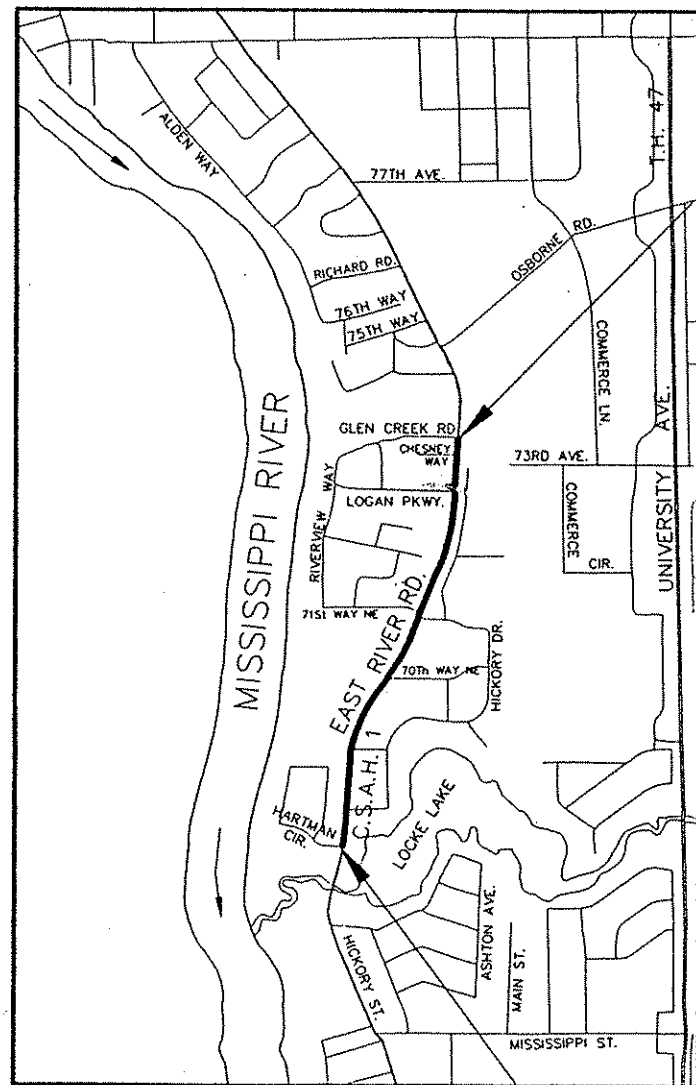 T.H. 47
ALDEN WAY
77TH AVE.
OSBORNE RD.
RICHARD RD.
76TH WAY
75TH WAY
COMMERCE LN.
UNIVERSITY AVE.
MISSISSIPPI RIVER
GLEN CREEK RD
CHESNEY
WAY
73RD AVE.
RIVERVIEW WAY
LOGAN PKWY.
COMMERCE
CIR.
71St WAY NE
EAST RIVER RD.
70Th WAY NE
HICKORY DR.
C.S.A.H. 1
HARTMAN
CIR.
LOCKE LAKE
HICKORY ST.
ASHTON AVE.
MAIN ST.
MISSISSIPPI ST.